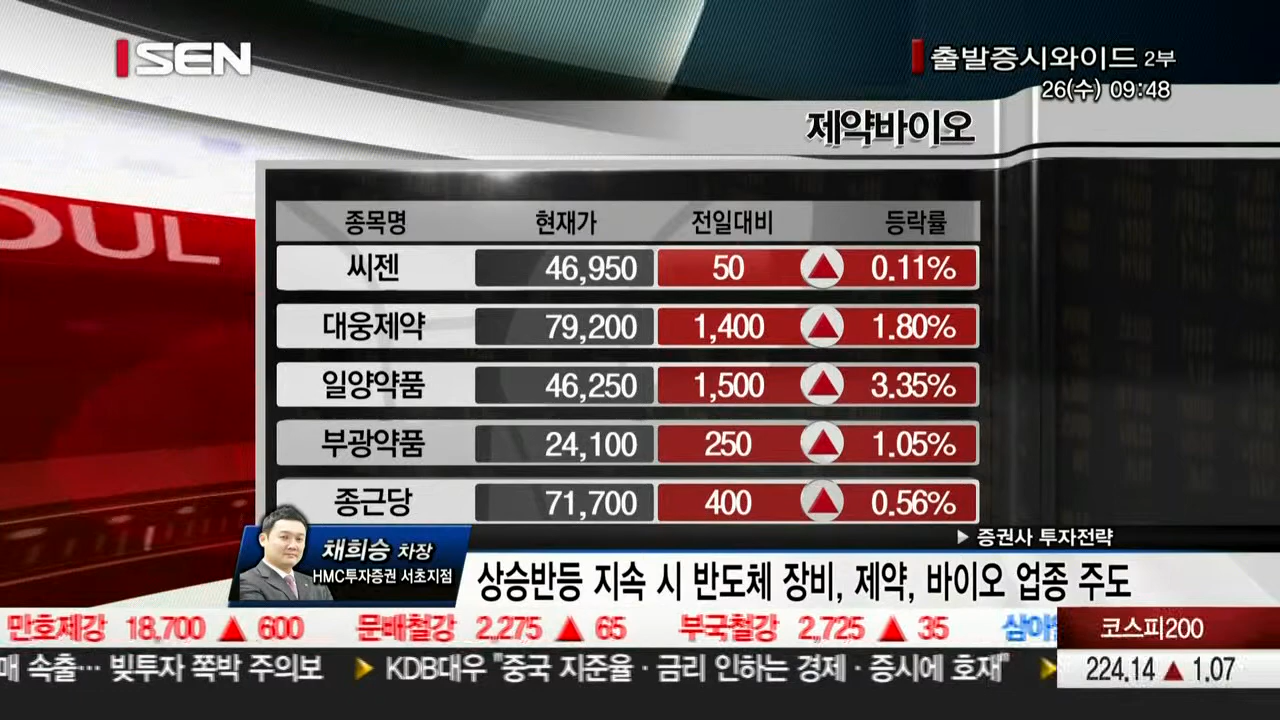 SEN
출발증시와이드 2부
26(수) 09:48
제약바이오
OUL
종목명 현재가 전일대비 등락률
씨젠 46,950 50 ▲ 0.11%
대웅제약 79,200 1,400 ▲ 1.80%
일양약품 46,250 1,500 ▲ 3.35%
부광약품 24,100 250 ▲ 1.05%
종근당 71,700 400 ▲ 0.56%
▶ 증권사 투자전략
채희승 차장
HMC투자증권 서초지점
상승반등 지속 시 반도체 장비, 제약, 바이오 업종 주도
만호제강 18,700 ▲ 600 문배철강 2,275 ▲ 65 부국철강 2,725 ▲ 35 삼아
코스피200
매 속출… 빚투자 쪽박 주의보 ▶ KDB대우 "중국 지준율·금리 인하는 경제·증시에 호재"
224.14 ▲ 1.07